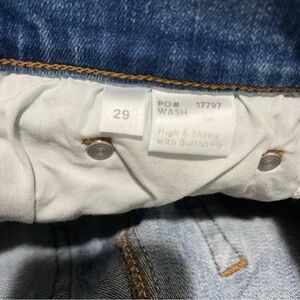 29
PO# 17797
WASH
High & Skinny
with Button Fly